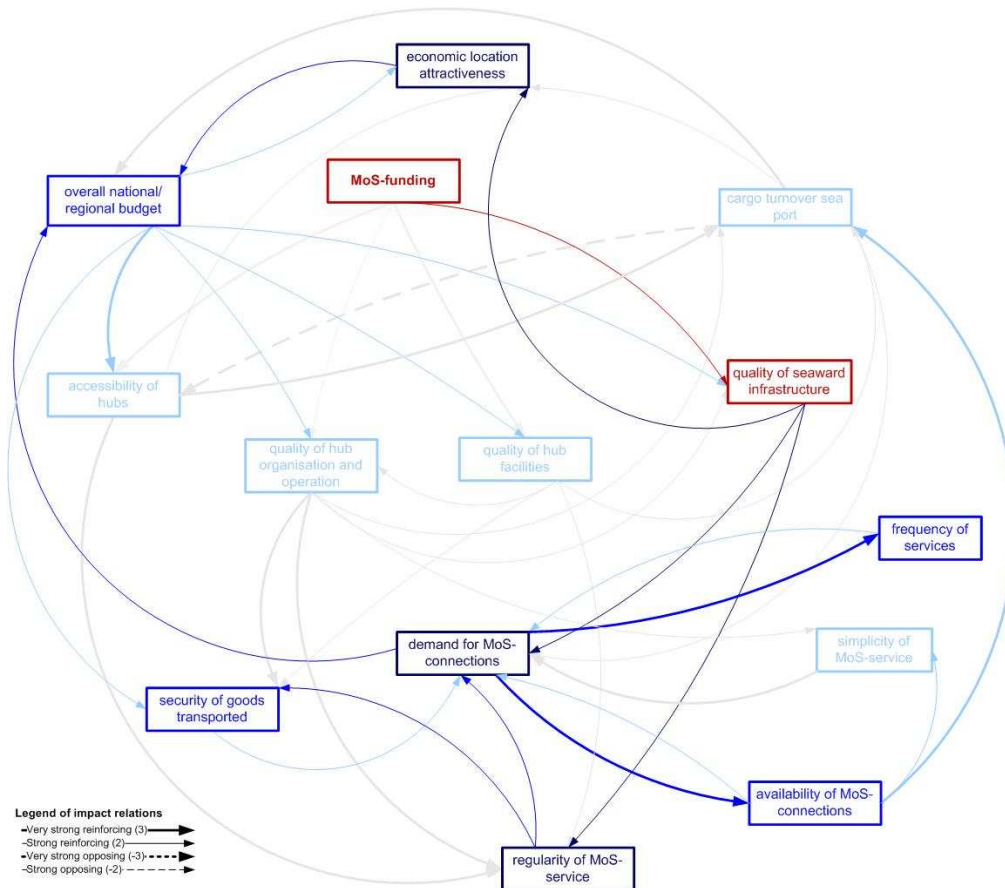 economic location
attractiveness
MoS-funding
overall national/
regional budget
cargo turnover sea
port
accessibility of
hubs
quality of seaward
infrastructure
quality of hub
organisation and
operation
quality of hub
facilities
frequency of
services
demand for MoS-
connections
simplicity of
MoS-service
security of goods
transported
availability of MoS-
connections
regularity of MoS-
service
Legend of impact relations
Very strong reinforcing (3)
Strong reinforcing (2)
Very strong opposing (-3)
Strong opposing (-2)